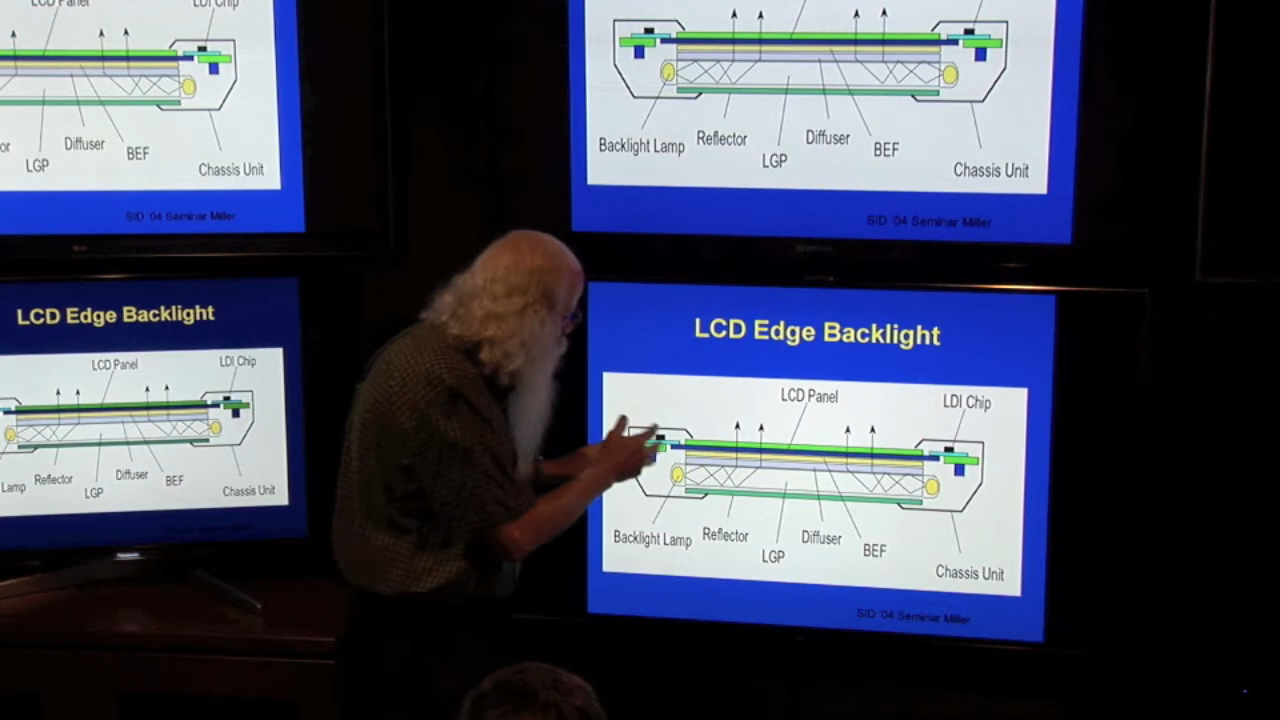 LCD Panel
LDI Chip
or
LGP
Diffuser
BEF
Chassis Unit
SID '04 Seminar Miller
Backlight Lamp
Reflector
LGP
Diffuser
BEF
Chassis Unit
SID '04 Seminar Miller
LCD Edge Backlight
LCD Panel
LDI Chip
Lamp
Reflector
LGP
Diffuser
BEF
Chassis Unit
LCD Edge Backlight
LCD Panel
LDI Chip
Backlight Lamp
Reflector
LGP
Diffuser
BEF
Chassis Unit
SID '04 Seminar Miller